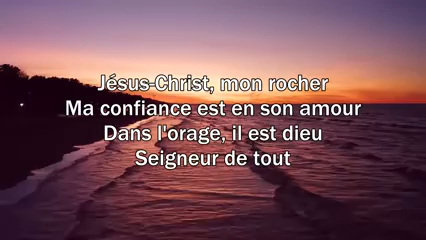 Jésus-Christ, mon rocher
Ma confiance est en son amour
Dans l'orage, il est dieu
Seigneur de tout